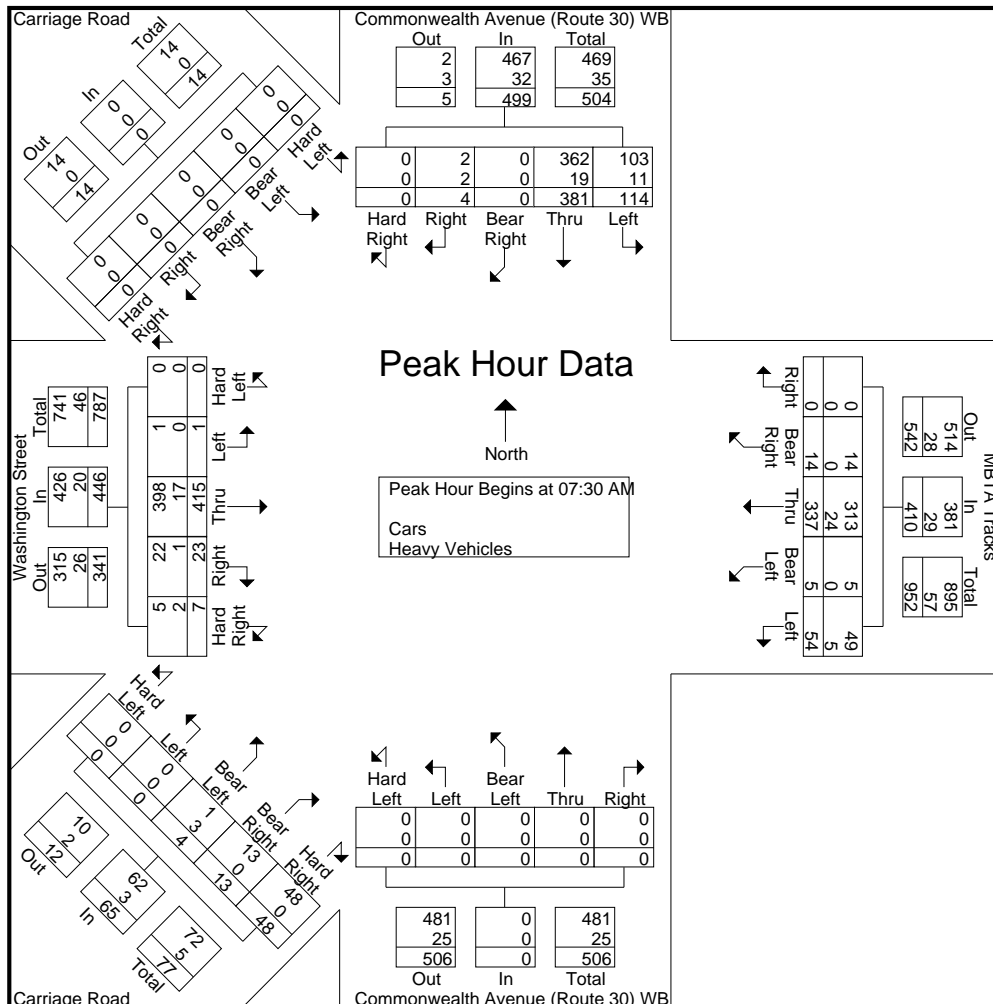 Carriage Road
Commonwealth Avenue (Route 30) WB
Out In Total
2 467 469
3 32 35
5 499 504
0 2 0 362 103
0 2 0 19 11
0 4 0 381 114
Hard Right
Right
Bear Right
Thru
Left
Total
14
0
14
In
0
0
0
Out
14
0
14
0 0 0 0 0
0 0 0 0 0
0 0 0 0 0
Hard Left
Bear Left
Bear Right
Right
Hard Right
Peak Hour Data
North
Peak Hour Begins at 07:30 AM
Cars
Heavy Vehicles
Washington Street
Total
741
46
787
In
426
20
446
Out
315
26
341
0 0 0
Hard Left
1 0 1
Left
398 17 415
Thru
22 1 23
Right
5 2 7
Hard Right
MBTA Tracks
Out
514
28
542
In
381
29
410
Total
895
57
952
Right
0 0 0
Bear Right
14 0 14
Thru
313 24 337
Bear Left
5 0 5
Left
49 5 54
Hard Left
Left
Bear Left
Bear Right
Hard Right
0 0 1 13 48
0 0 3 0 0
0 0 4 13 48
10
2
12
Out
62
3
65
In
72
5
77
Total
Carriage Road
Hard Left
Left
Bear Left
Thru
Right
0 0 0 0 0
0 0 0 0 0
0 0 0 0 0
481 0 481
25 0 25
506 0 506
Out In Total
Commonwealth Avenue (Route 30) WB